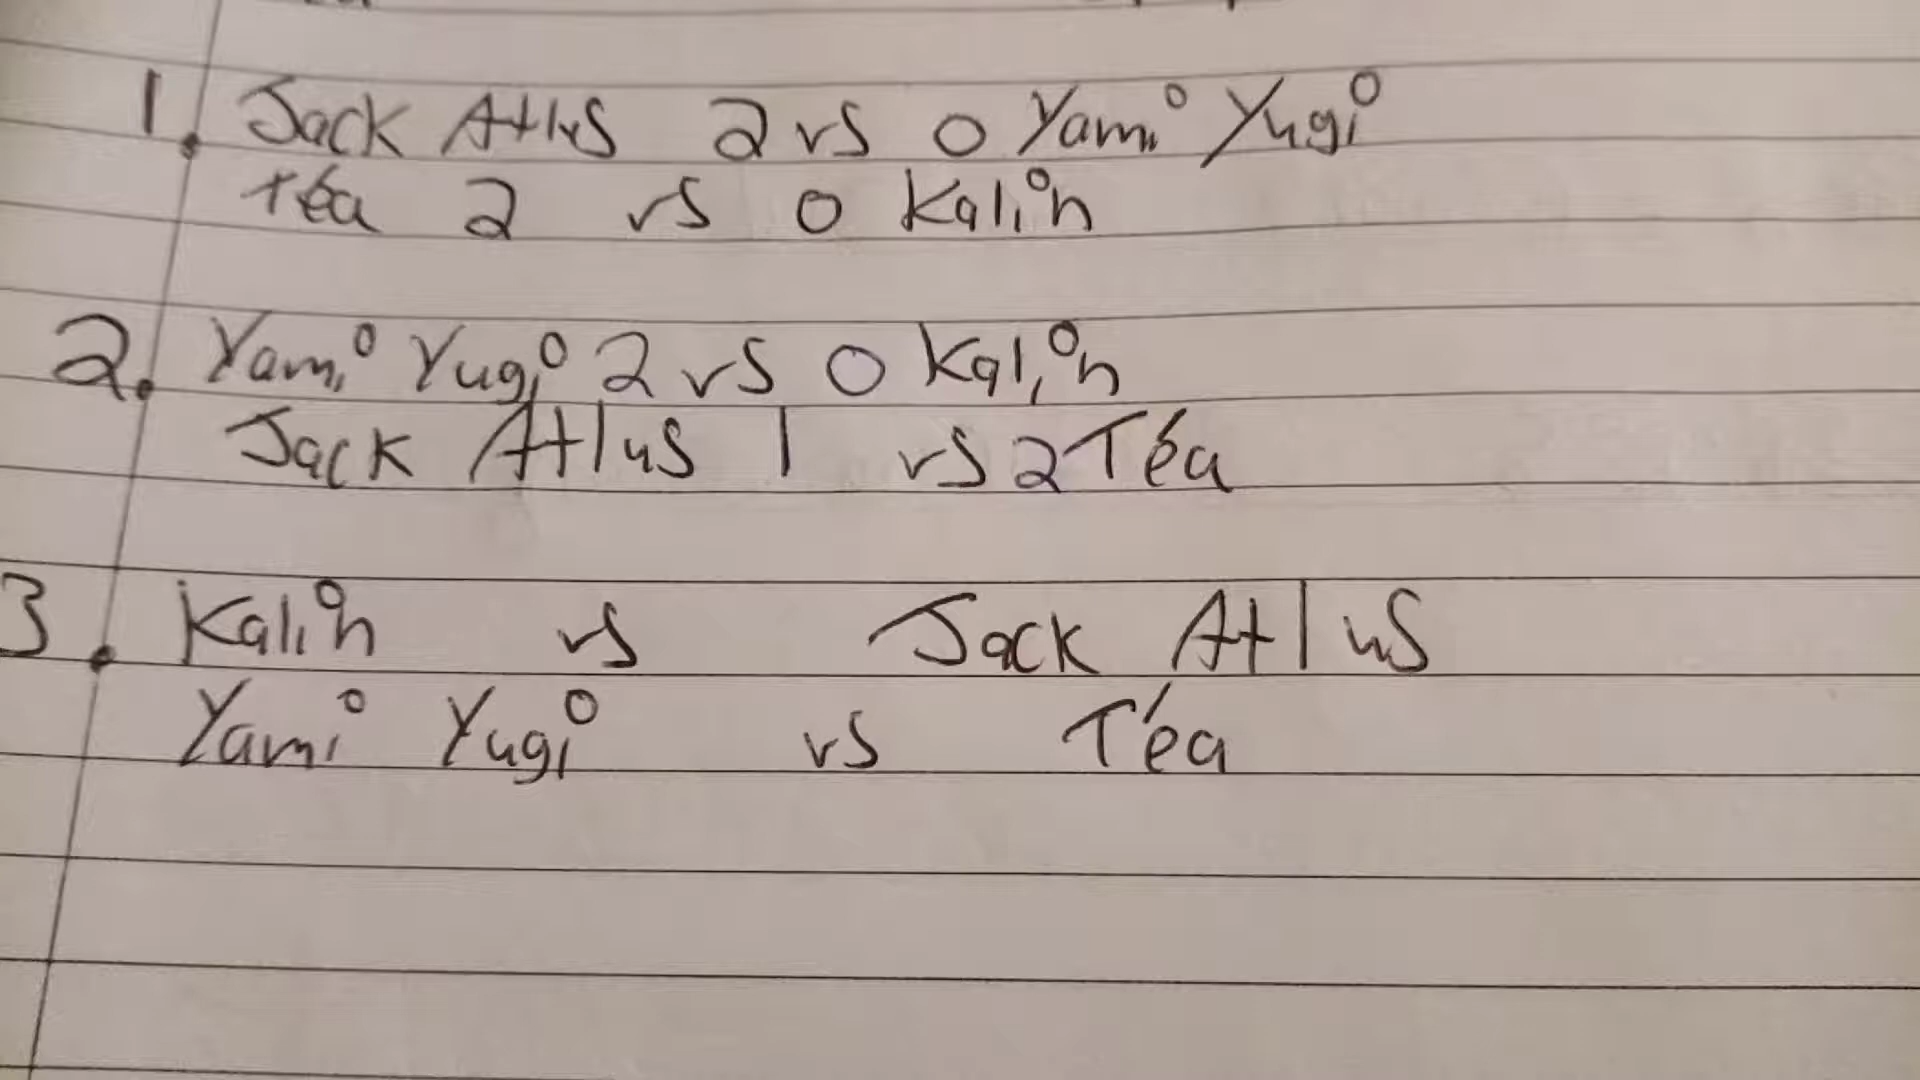 1. Jack Atlus 2 vs 0 Yami Yugi
Téa 2 vs 0 Kalin
2. Yami Yugi 2 vs 0 Kalin
Jack Atlus 1 vs 2 Téa
3. Kalin vs Jack Atlus
Yami Yugi vs Téa